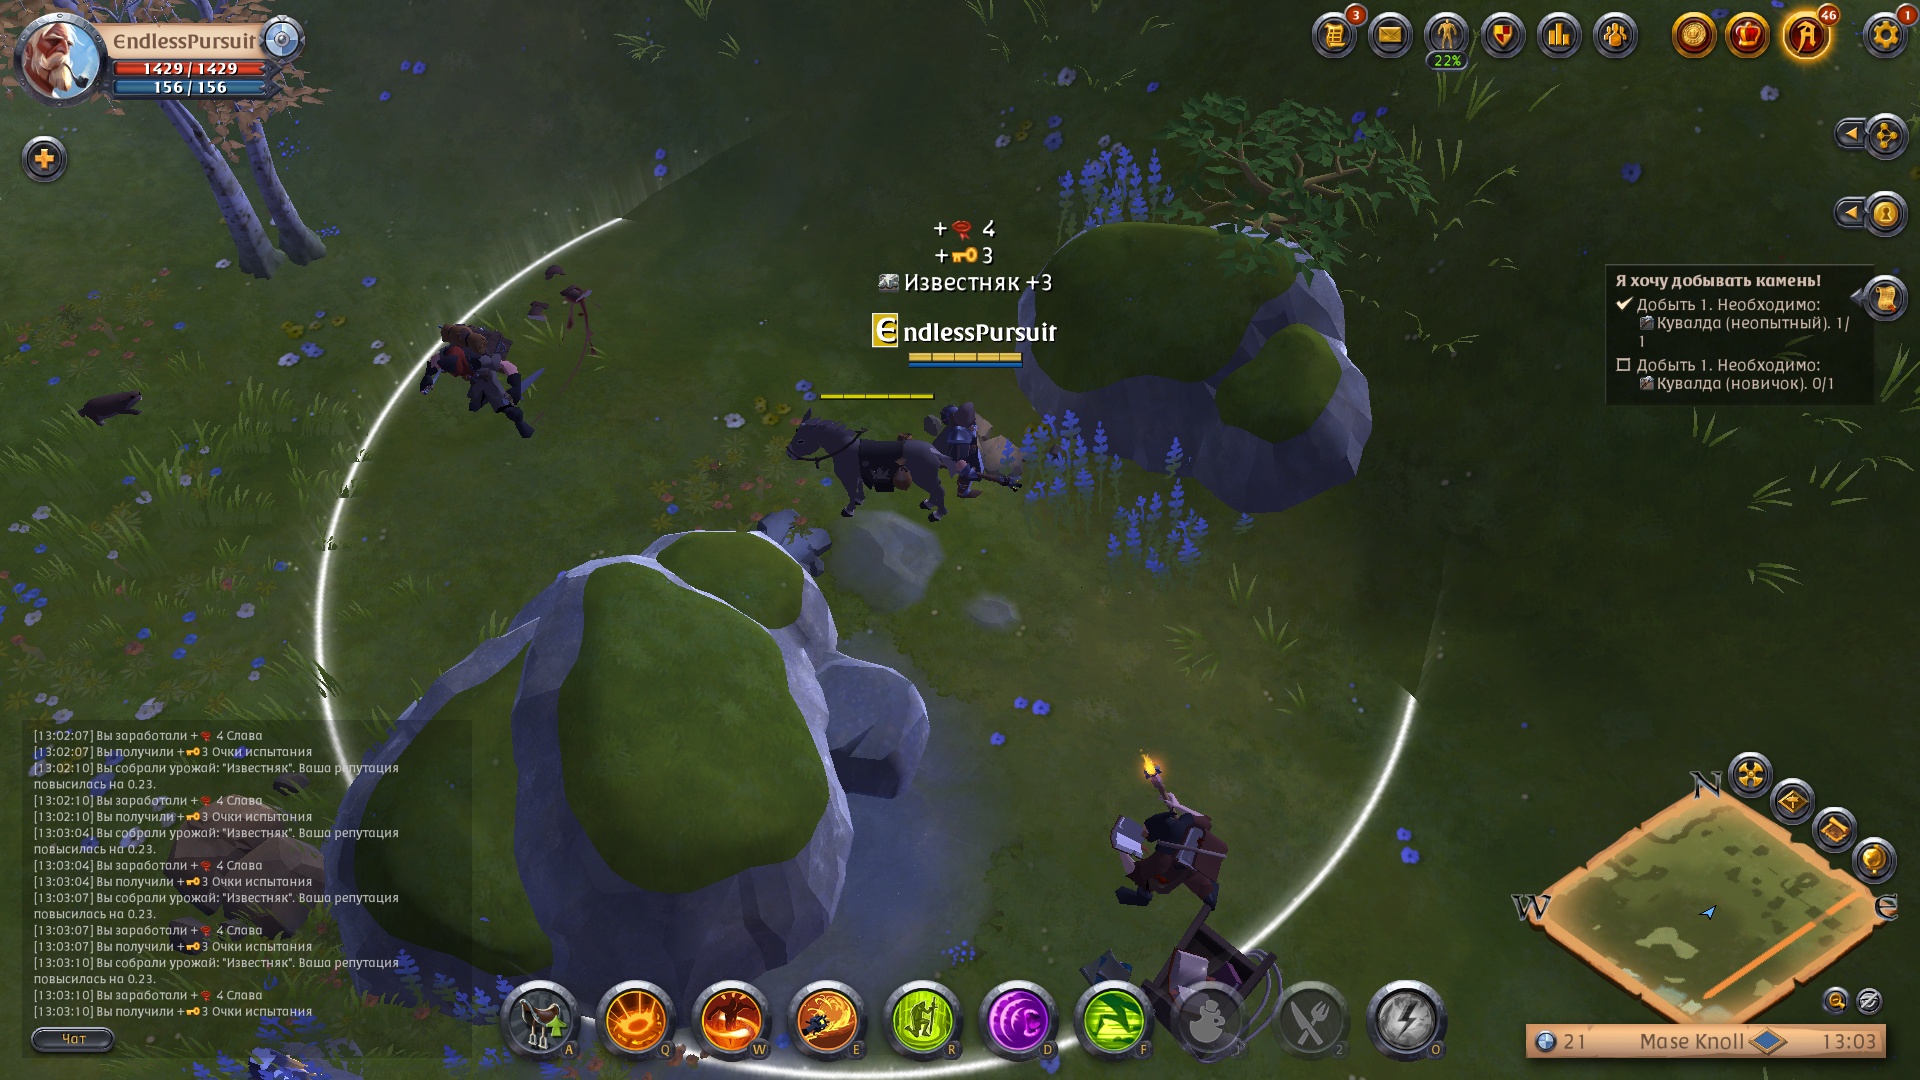 EndlessPursuit
1429 / 1429
156 / 156
3
22%
46
1
+ 4
+ 3
Известняк +3
EndlessPursuit
Я хочу добывать камень!
Добыть 1. Необходимо:
Кувалда (неопытный). 1/
1
Добыть 1. Необходимо:
Кувалда (новичок). 0/1
[13:02:07] Вы заработали + 4 Слава
[13:02:07] Вы получили + 3 Очки испытания
[13:02:10] Вы собрали урожай: "Известняк". Ваша репутация
повысилась на 0.23.
[13:02:10] Вы заработали + 4 Слава
[13:02:10] Вы получили + 3 Очки испытания
[13:03:04] Вы собрали урожай: "Известняк". Ваша репутация
повысилась на 0.23.
[13:03:04] Вы заработали + 4 Слава
[13:03:04] Вы получили + 3 Очки испытания
[13:03:07] Вы собрали урожай: "Известняк". Ваша репутация
повысилась на 0.23.
[13:03:07] Вы заработали + 4 Слава
[13:03:07] Вы получили + 3 Очки испытания
[13:03:10] Вы собрали урожай: "Известняк". Ваша репутация
повысилась на 0.23.
[13:03:10] Вы заработали + 4 Слава
[13:03:10] Вы получили + 3 Очки испытания
Чат
A Q W E R D F 2 O
N
W E
21 Mase Knoll 13:03